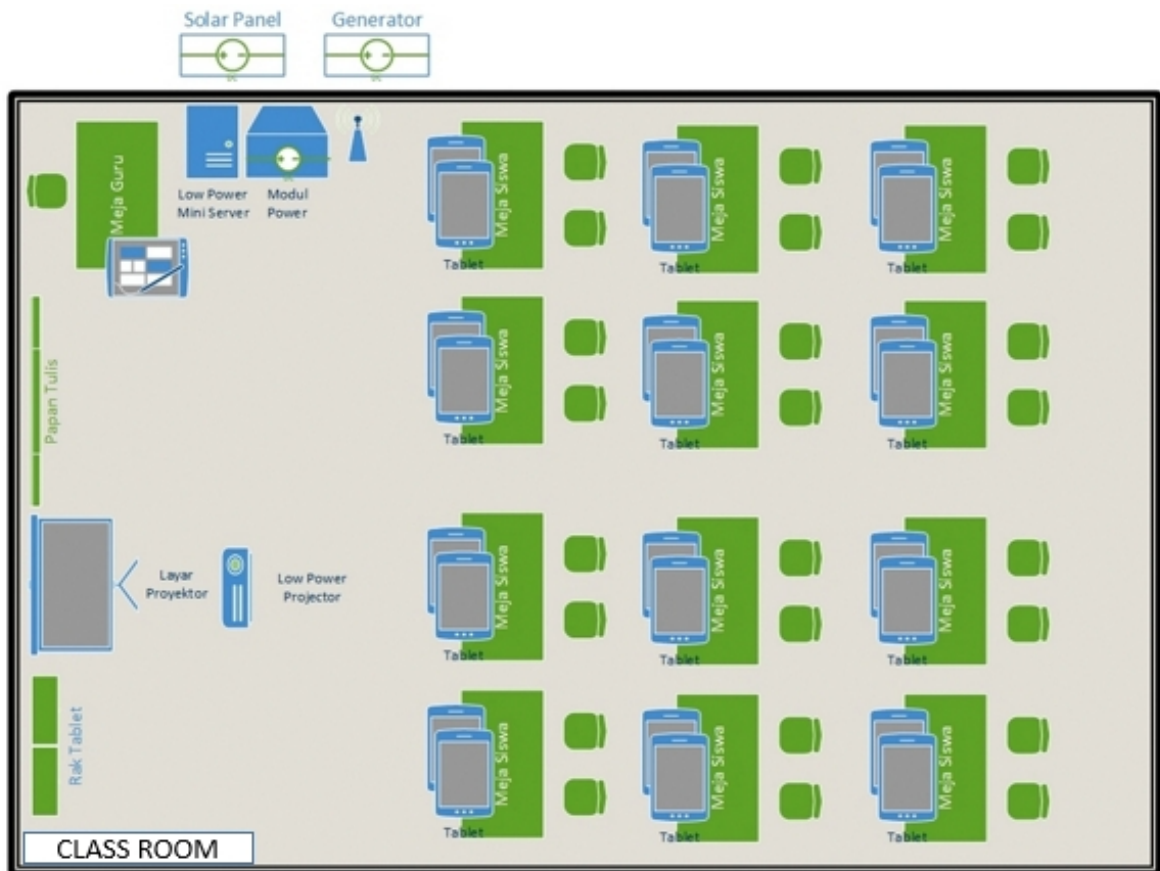 Solar Panel
Generator
Meja Guru
Low Power
Mini Server
Modul
Power
Meja Siswa
Tablet
Meja Siswa
Tablet
Meja Siswa
Tablet
Papan Tulis
Meja Siswa
Tablet
Meja Siswa
Tablet
Meja Siswa
Tablet
Layar
Proyektor
Low Power
Projector
Meja Siswa
Tablet
Meja Siswa
Tablet
Meja Siswa
Tablet
Rak Tablet
Meja Siswa
Tablet
Meja Siswa
Tablet
Meja Siswa
Tablet
CLASS ROOM